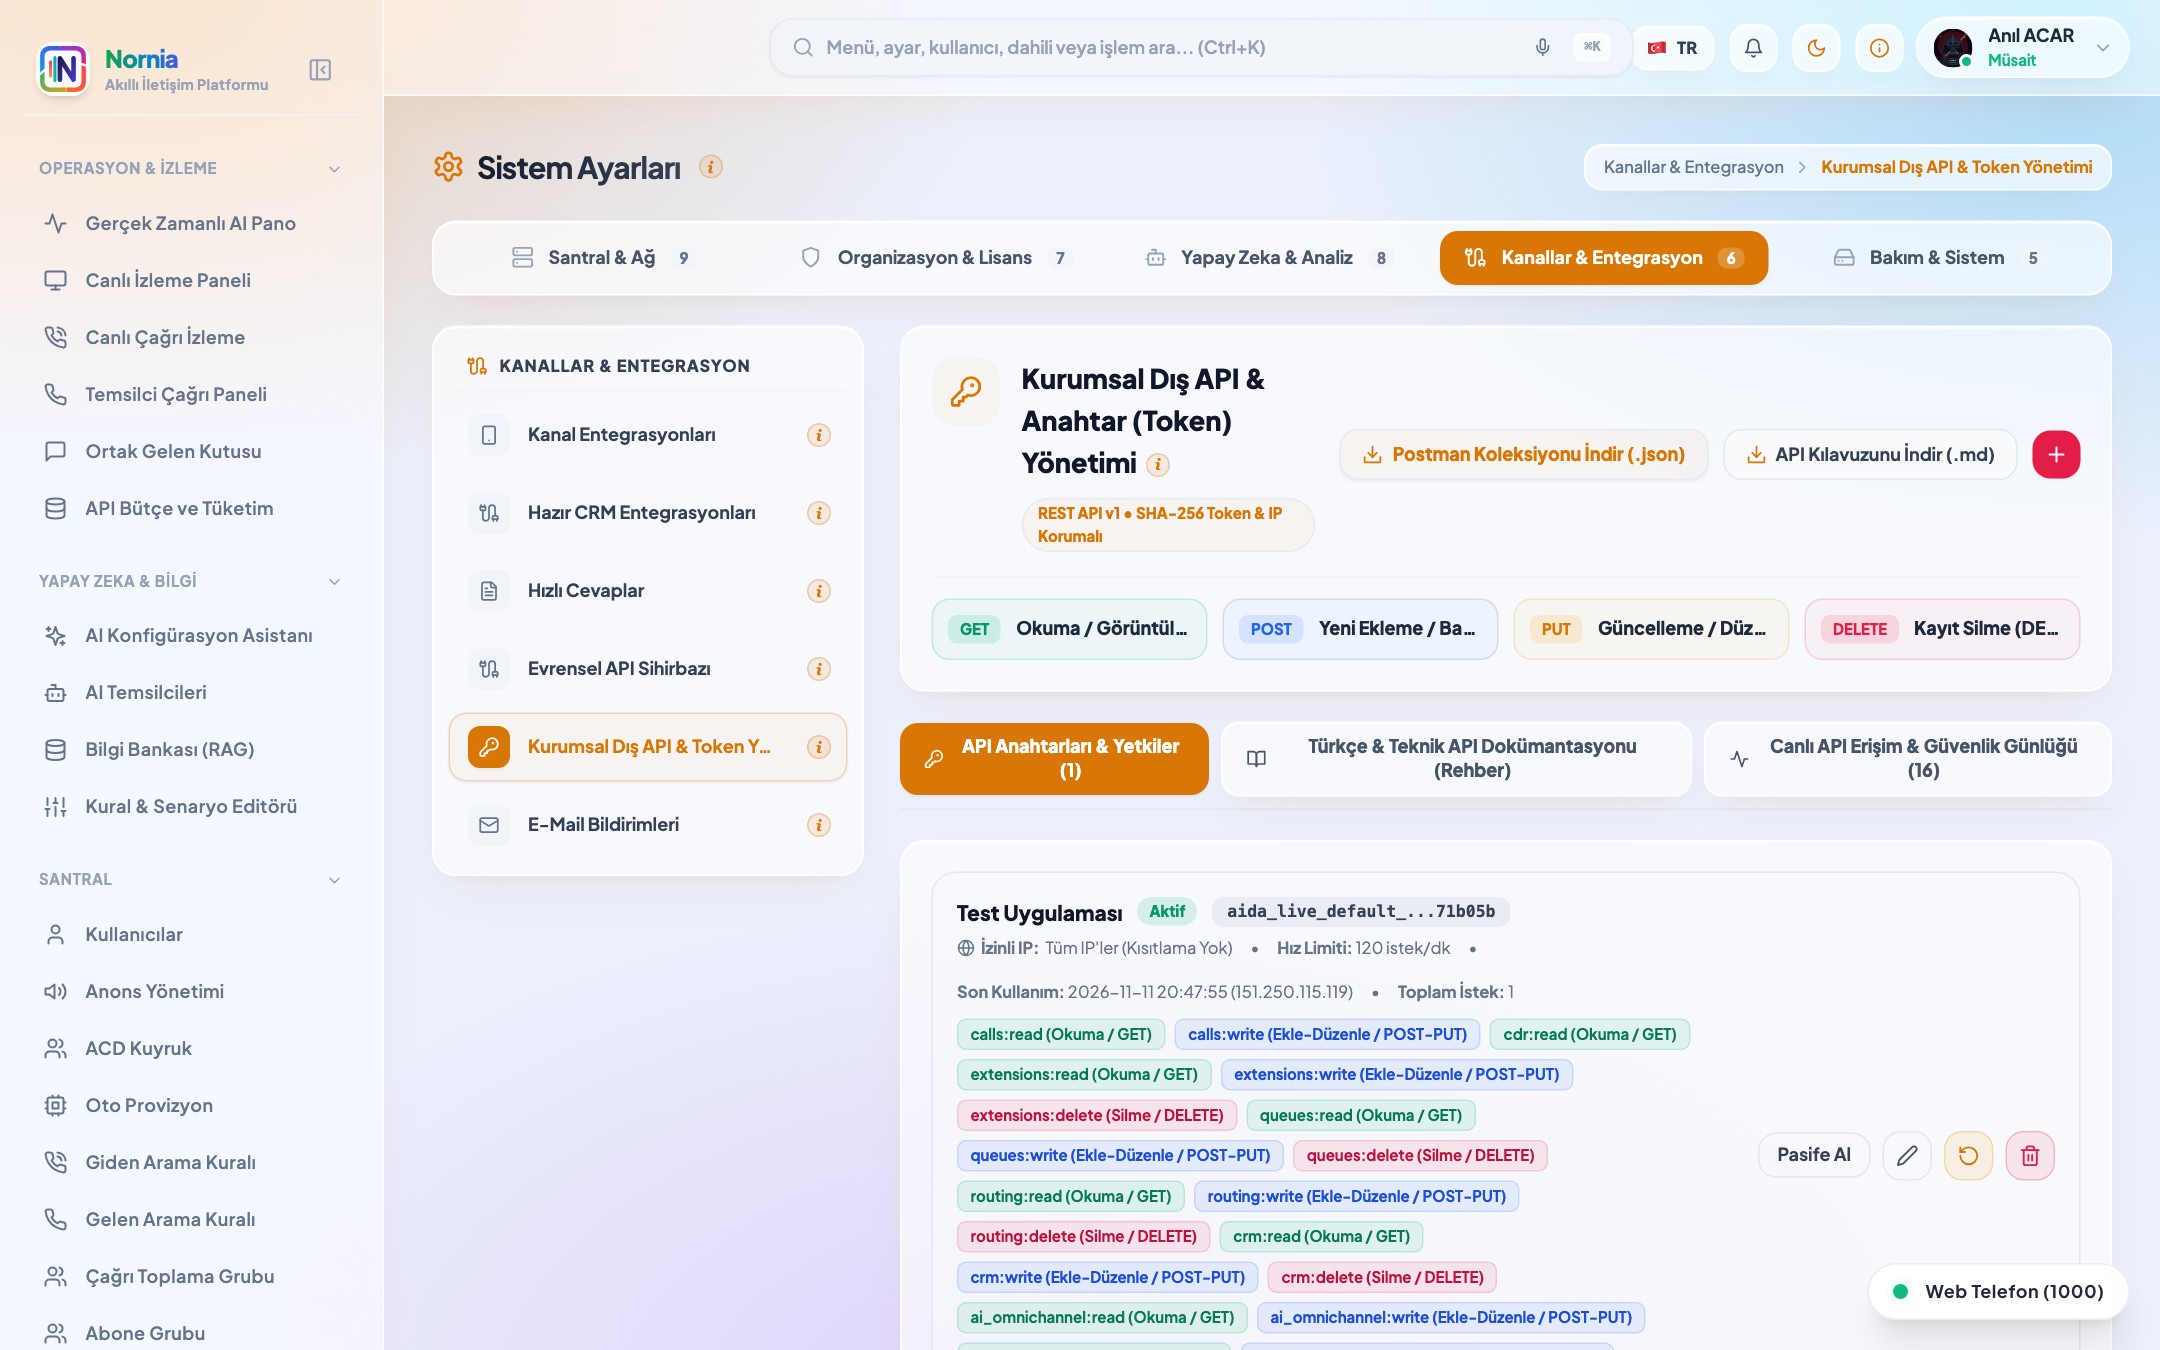 Nornia
Akıllı İletişim Platformu
Menü, ayar, kullanıcı, dahili veya işlem ara... (Ctrl+K)
⌘K
TR
Anıl ACAR
Müsait
OPERASYON & İZLEME
Gerçek Zamanlı AI Pano
Canlı İzleme Paneli
Canlı Çağrı İzleme
Temsilci Çağrı Paneli
Ortak Gelen Kutusu
API Bütçe ve Tüketim
YAPAY ZEKA & BİLGİ
AI Konfigürasyon Asistanı
AI Temsilcileri
Bilgi Bankası (RAG)
Kural & Senaryo Editörü
SANTRAL
Kullanıcılar
Anons Yönetimi
ACD Kuyruk
Oto Provizyon
Giden Arama Kuralı
Gelen Arama Kuralı
Çağrı Toplama Grubu
Abone Grubu
Sistem Ayarları
Kanallar & Entegrasyon > Kurumsal Dış API & Token Yönetimi
Santral & Ağ 9
Organizasyon & Lisans 7
Yapay Zeka & Analiz 8
Kanallar & Entegrasyon 6
Bakım & Sistem 5
KANALLAR & ENTEGRASYON
Kanal Entegrasyonları
Hazır CRM Entegrasyonları
Hızlı Cevaplar
Evrensel API Sihirbazı
Kurumsal Dış API & Token Y...
E-Mail Bildirimleri
Kurumsal Dış API &
Anahtar (Token)
Yönetimi
REST API v1 • SHA-256 Token & IP
Korumalı
Postman Koleksiyonu İndir (.json)
API Kılavuzunu İndir (.md)
GET Okuma / Görüntül...
POST Yeni Ekleme / Ba...
PUT Güncelleme / Düz...
DELETE Kayıt Silme (DE...
API Anahtarları & Yetkiler
(1)
Türkçe & Teknik API Dokümantasyonu
(Rehber)
Canlı API Erişim & Güvenlik Günlüğü
(16)
Test Uygulaması Aktif aida_live_default_...71b05b
İzinli IP: Tüm IP'ler (Kısıtlama Yok) • Hız Limiti: 120 istek/dk •
Son Kullanım: 2026-11-11 20:47:55 (151.250.115.119) • Toplam İstek: 1
calls:read (Okuma / GET) calls:write (Ekle-Düzenle / POST-PUT) cdr:read (Okuma / GET)
extensions:read (Okuma / GET) extensions:write (Ekle-Düzenle / POST-PUT)
extensions:delete (Silme / DELETE) queues:read (Okuma / GET)
queues:write (Ekle-Düzenle / POST-PUT) queues:delete (Silme / DELETE)
routing:read (Okuma / GET) routing:write (Ekle-Düzenle / POST-PUT)
routing:delete (Silme / DELETE) crm:read (Okuma / GET)
crm:write (Ekle-Düzenle / POST-PUT) crm:delete (Silme / DELETE)
ai_omnichannel:read (Okuma / GET) ai_omnichannel:write (Ekle-Düzenle / POST-PUT)
Pasife Al
Web Telefon (1000)